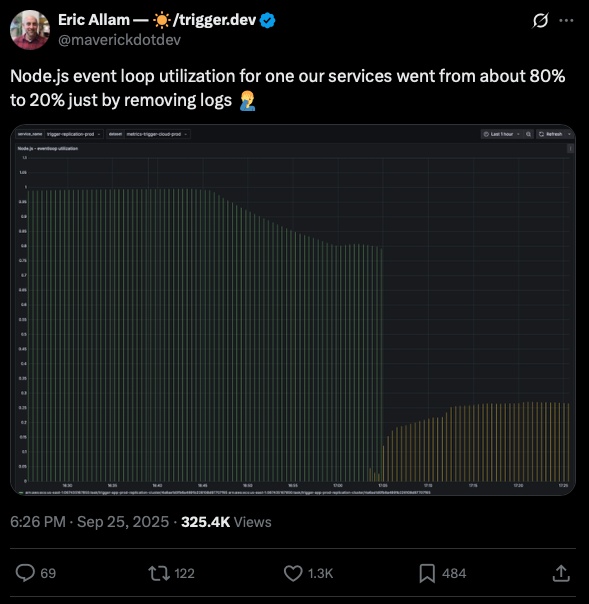 Eric Allam — ☀️/trigger.dev
@maverickdotdev
Node.js event loop utilization for one our services went from about 80%
to 20% just by removing logs 🤦‍♂️
service_name trigger-replication-prod dataset metrics-trigger-cloud-prod Last 1 hour Refresh
Node.js - eventloop utilization
1.1
1.05
1
0.95
0.9
0.85
0.8
0.75
0.7
0.65
0.6
0.55
0.5
0.45
0.4
0.35
0.3
0.25
0.2
0.15
0.1
0.05
0
16:30 16:35 16:40 16:45 16:50 16:55 17:00 17:05 17:10 17:15 17:20 17:25
6:26 PM · Sep 25, 2025 · 325.4K Views
69 122 1.3K 484